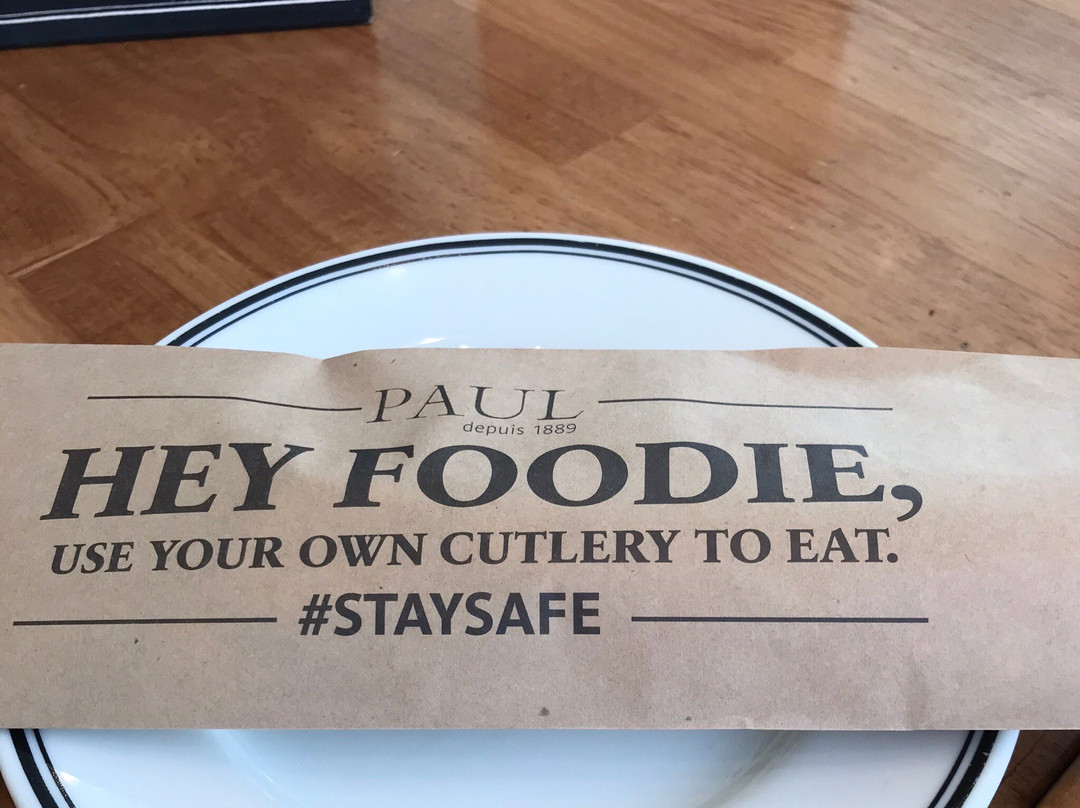 PAUL
depuis 1889
HEY FOODIE,
USE YOUR OWN CUTLERY TO EAT.
#STAYSAFE